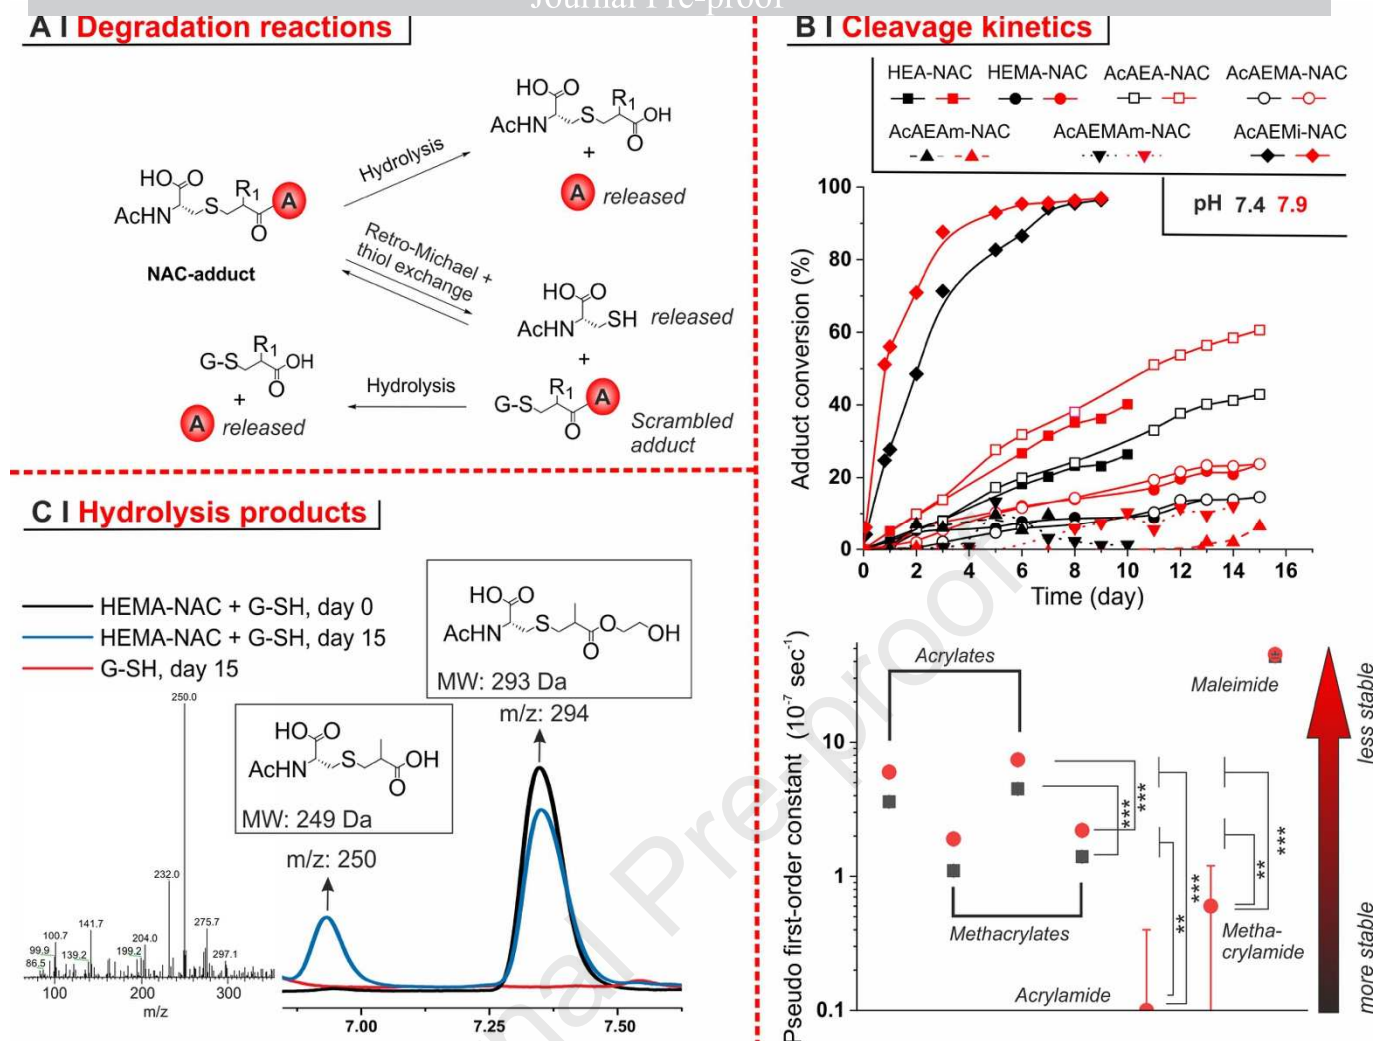 Journal Pre-proof
A I Degradation reactions
HO
O
AcHN
S
R1
O
A
NAC-adduct
Hydrolysis
HO
O
AcHN
S
R1
OH
O
+
A released
Retro-Michael +
thiol exchange
HO
O
AcHN
SH released
+
G-S
R1
O
A
Scrambled
adduct
Hydrolysis
G-S
R1
OH
O
+
A released
B I Cleavage kinetics
HEA-NAC HEMA-NAC AcAEA-NAC AcAEMA-NAC
AcAEAm-NAC AcAEMAm-NAC AcAEMi-NAC
pH 7.4 7.9
Adduct conversion (%)
100
80
60
40
20
0
0 2 4 6 8 10 12 14 16
Time (day)
Pseudo first-order constant (10-7 sec-1)
10
1
0.1
Acrylates
Methacrylates
Maleimide
Acrylamide
Metha-
crylamide
***
***
***
**
**
***
less stable
more stable
C I Hydrolysis products
HEMA-NAC + G-SH, day 0
HEMA-NAC + G-SH, day 15
G-SH, day 15
HO
O
AcHN
S
O
O
OH
MW: 293 Da
m/z: 294
HO
O
AcHN
S
OH
O
MW: 249 Da
m/z: 250
250.0
232.0
275.7
141.7
100.7
204.0
99.9
199.2
139.2
297.1
86.5
100 200 300
m/z
7.00 7.25 7.50
nal Pre-proof